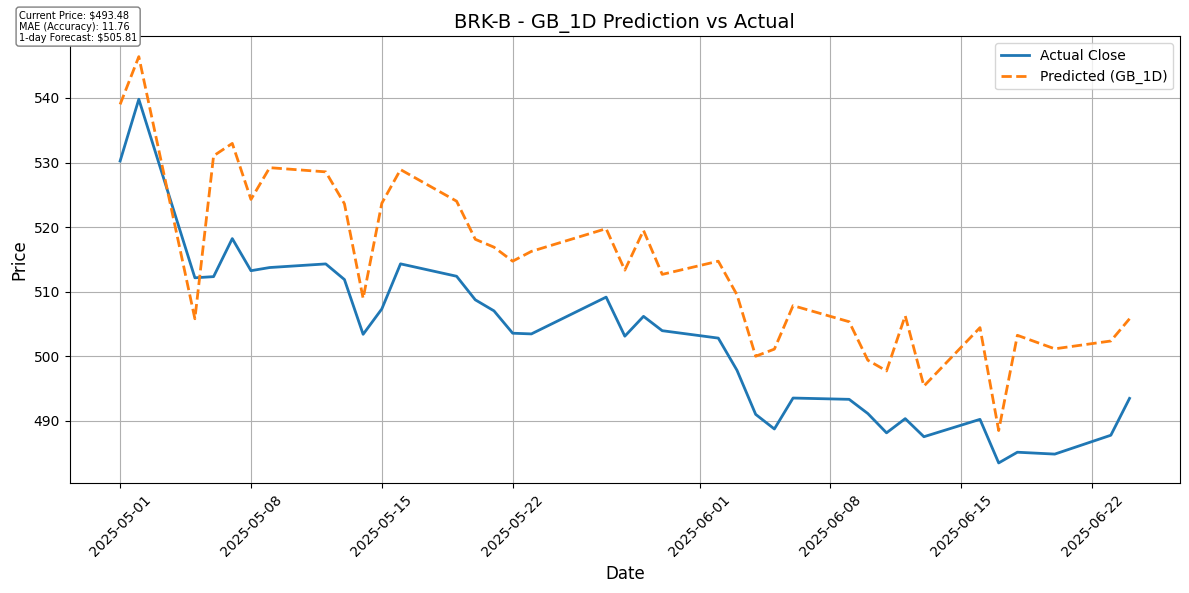 BRK-B - GB_1D Prediction vs Actual
Current Price: $493.48
MAE (Accuracy): 11.76
1-day Forecast: $505.81
Actual Close
Predicted (GB_1D)
Price
540
530
520
510
500
490
2025-05-01
2025-05-08
2025-05-15
2025-05-22
2025-06-01
2025-06-08
2025-06-15
2025-06-22
Date